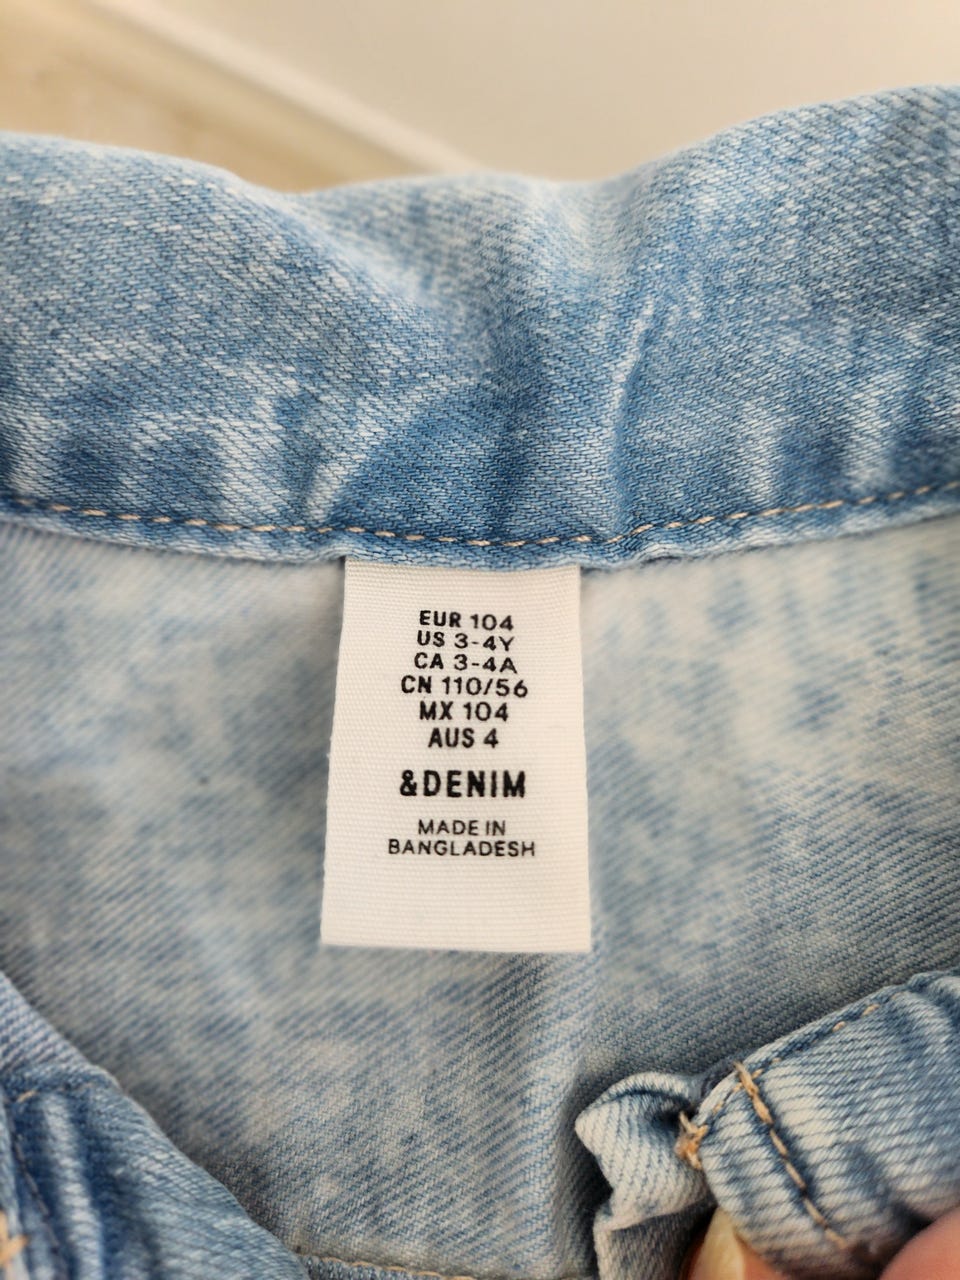 EUR 104
US 3-4Y
CA 3-4A
CN 110/56
MX 104
AUS 4
&DENIM
MADE IN
BANGLADESH